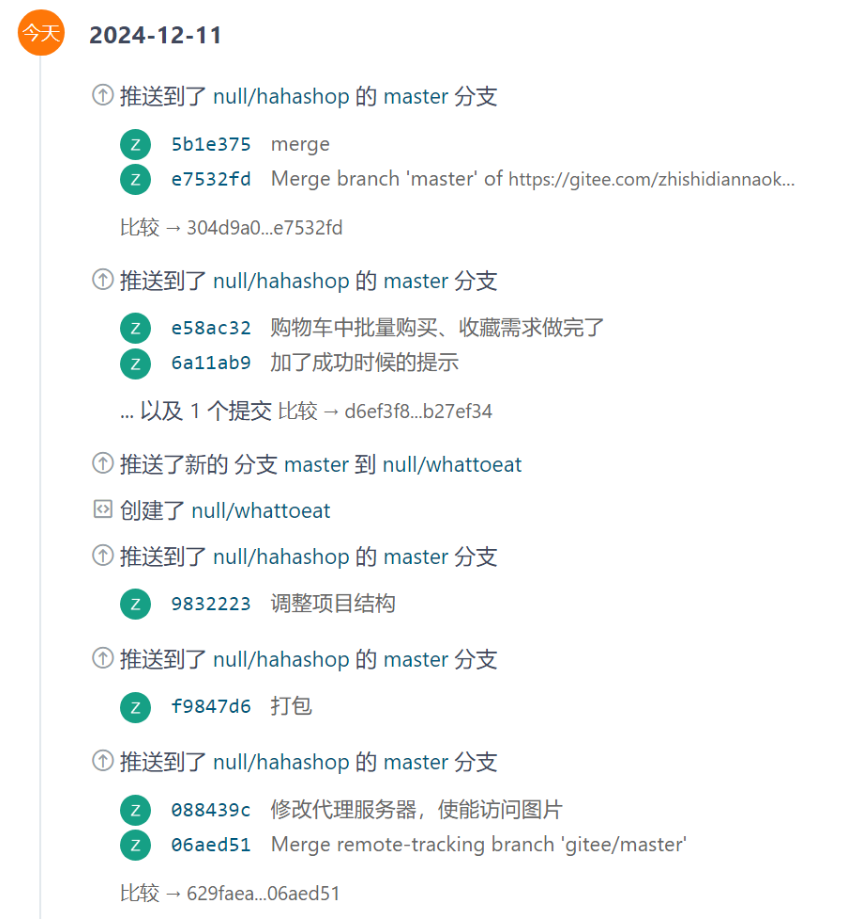 今天 2024-12-11
推送到了 null/hahashop 的 master 分支
Z 5b1e375 merge
Z e7532fd Merge branch 'master' of https://gitee.com/zhishidiannaok...
比较 → 304d9a0...e7532fd
推送到了 null/hahashop 的 master 分支
Z e58ac32 购物车中批量购买、收藏需求做完了
Z 6a11ab9 加了成功时候的提示
... 以及 1 个提交 比较 → d6ef3f8...b27ef34
推送了新的 分支 master 到 null/whattoeat
创建了 null/whattoeat
推送到了 null/hahashop 的 master 分支
Z 9832223 调整项目结构
推送到了 null/hahashop 的 master 分支
Z f9847d6 打包
推送到了 null/hahashop 的 master 分支
Z 088439c 修改代理服务器，使能访问图片
Z 06aed51 Merge remote-tracking branch 'gitee/master'
比较 → 629faea...06aed51